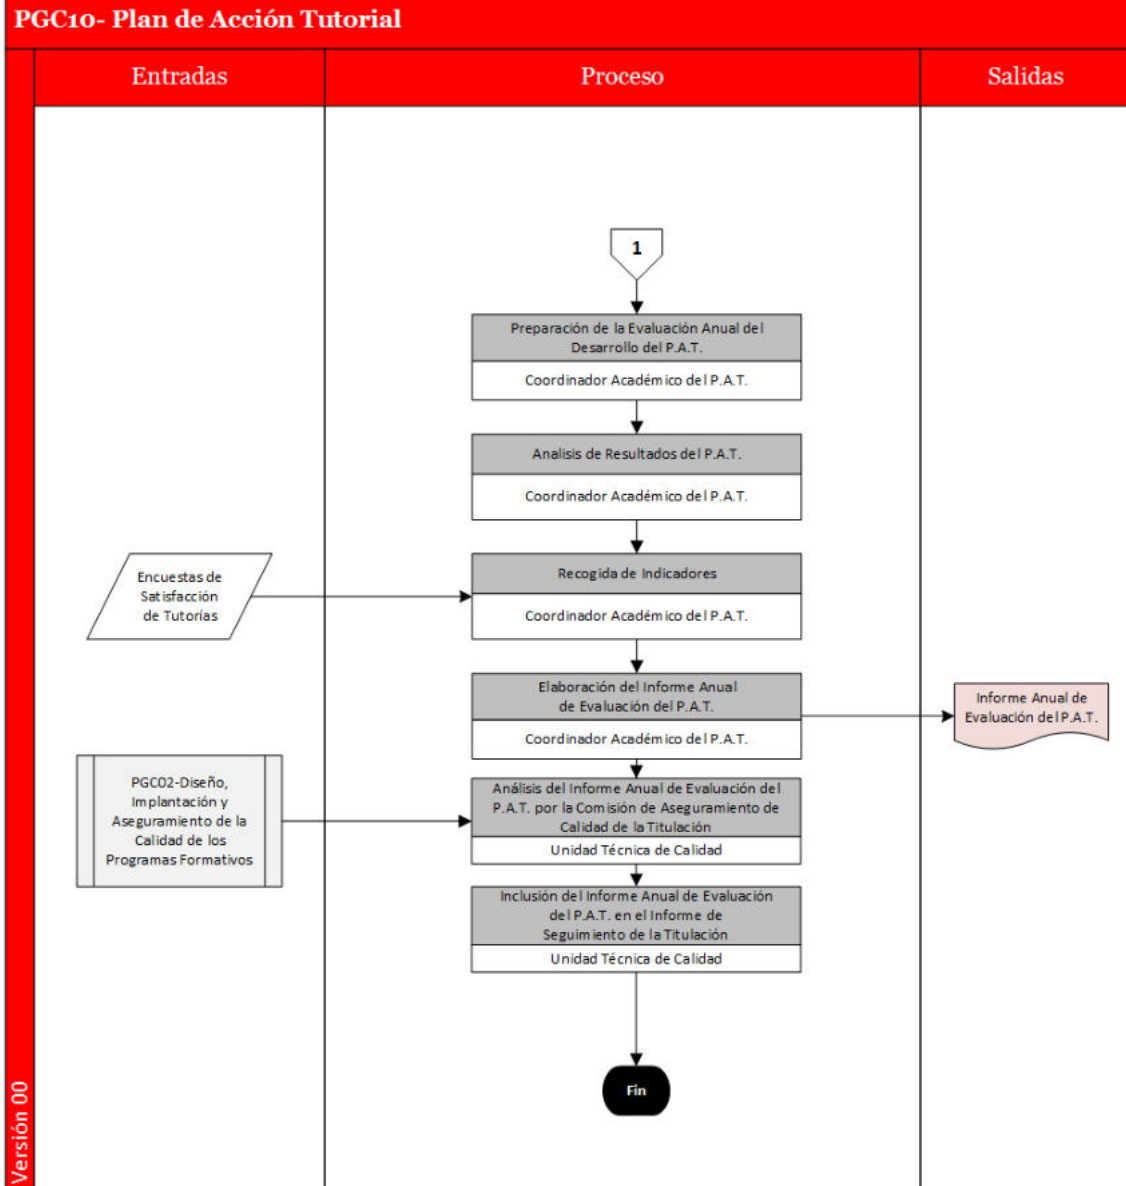 PGC10- Plan de Acción Tutorial
Entradas
Proceso
Salidas
1
Preparación de la Evaluación Anual del
Desarrollo del P.A.T.
Coordinador Académico del P.A.T.
Analisis de Resultados del P.A.T.
Coordinador Académico del P.A.T.
Encuestas de
Satisfacción
de Tutorías
Recogida de Indicadores
Coordinador Académico del P.A.T.
Elaboración del Informe Anual
de Evaluación del P.A.T.
Coordinador Académico del P.A.T.
Informe Anual de
Evaluación del P.A.T.
PGC02-Diseño,
Implantación y
Aseguramiento de la
Calidad de los
Programas Formativos
Análisis del Informe Anual de Evaluación del
P.A.T. por la Comisión de Aseguramiento de
Calidad de la Titulación
Unidad Técnica de Calidad
Inclusión del Informe Anual de Evaluación
del P.A.T. en el Informe de
Seguimiento de la Titulación
Unidad Técnica de Calidad
Fin
Versión 00